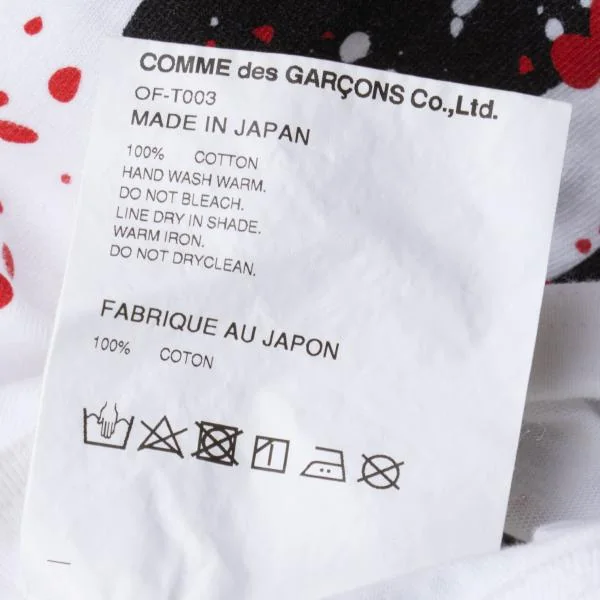 COMME des GARÇONS Co.,Ltd.
OF-T003
MADE IN JAPAN
100% COTTON
HAND WASH WARM.
DO NOT BLEACH.
LINE DRY IN SHADE.
WARM IRON.
DO NOT DRYCLEAN.
FABRIQUE AU JAPON
100% COTON